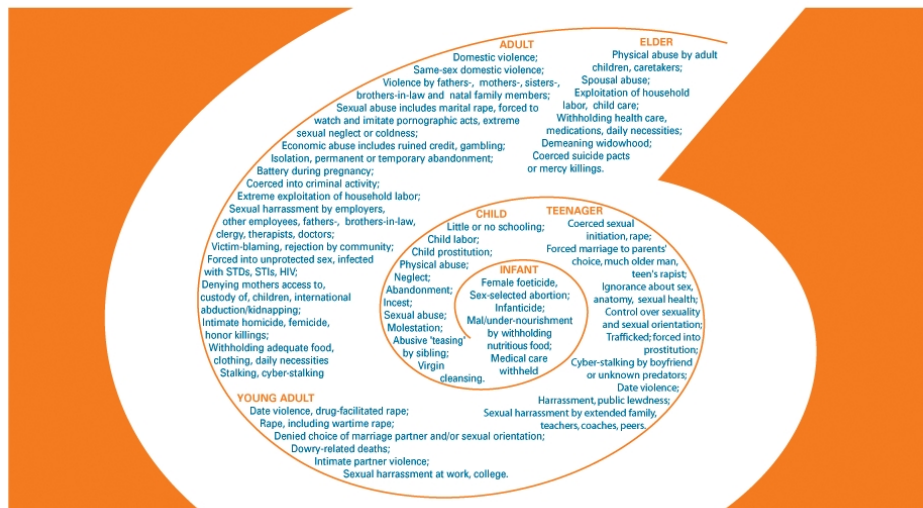 ADULT
Domestic violence;
Same-sex domestic violence;
Violence by fathers-, mothers-, sisters-,
brothers-in-law and natal family members;
Sexual abuse includes marital rape, forced to
watch and imitate pornographic acts, extreme
sexual neglect or coldness;
Economic abuse includes ruined credit, gambling;
Isolation, permanent or temporary abandonment;
Battery during pregnancy;
Coerced into criminal activity;
Extreme exploitation of household labor;
Sexual harassment by employers,
other employees, fathers-, brothers-in-law,
clergy, therapists, doctors;
Victim-blaming, rejection by community;
Forced into unprotected sex, infected
with STDs, STIs, HIV;
Denying mothers access to,
custody of, children, international
abduction/kidnapping;
Intimate homicide, femicide,
honor killings;
Withholding adequate food,
clothing, daily necessities
Stalking, cyber-stalking
ELDER
Physical abuse by adult
children, caretakers;
Spousal abuse;
Exploitation of household
labor, child care;
Withholding health care,
medications, daily necessities;
Demeaning widowhood;
Coerced suicide pacts
or mercy killings.
CHILD
Little or no schooling;
Child labor;
Child prostitution;
Physical abuse;
Neglect;
Abandonment;
Incest;
Sexual abuse;
Molestation;
Abusive 'teasing'
by sibling;
Virgin
cleansing.
INFANT
Female foeticide,
Sex-selected abortion;
Infanticide;
Mal/under-nourishment
by withholding
nutritious food;
Medical care
withheld
TEENAGER
Coerced sexual
initiation, rape;
Forced marriage to parents'
choice, much older man,
teen's rapist;
Ignorance about sex,
anatomy, sexual health;
Control over sexuality
and sexual orientation;
Trafficked; forced into
prostitution;
Cyber-stalking by boyfriend
or unknown predators;
Date violence;
Harrassment, public lewdness;
Sexual harassment by extended family,
teachers, coaches, peers.
YOUNG ADULT
Date violence, drug-facilitated rape;
Rape, including wartime rape;
Denied choice of marriage partner and/or sexual orientation;
Dowry-related deaths;
Intimate partner violence;
Sexual harrassment at work, college.